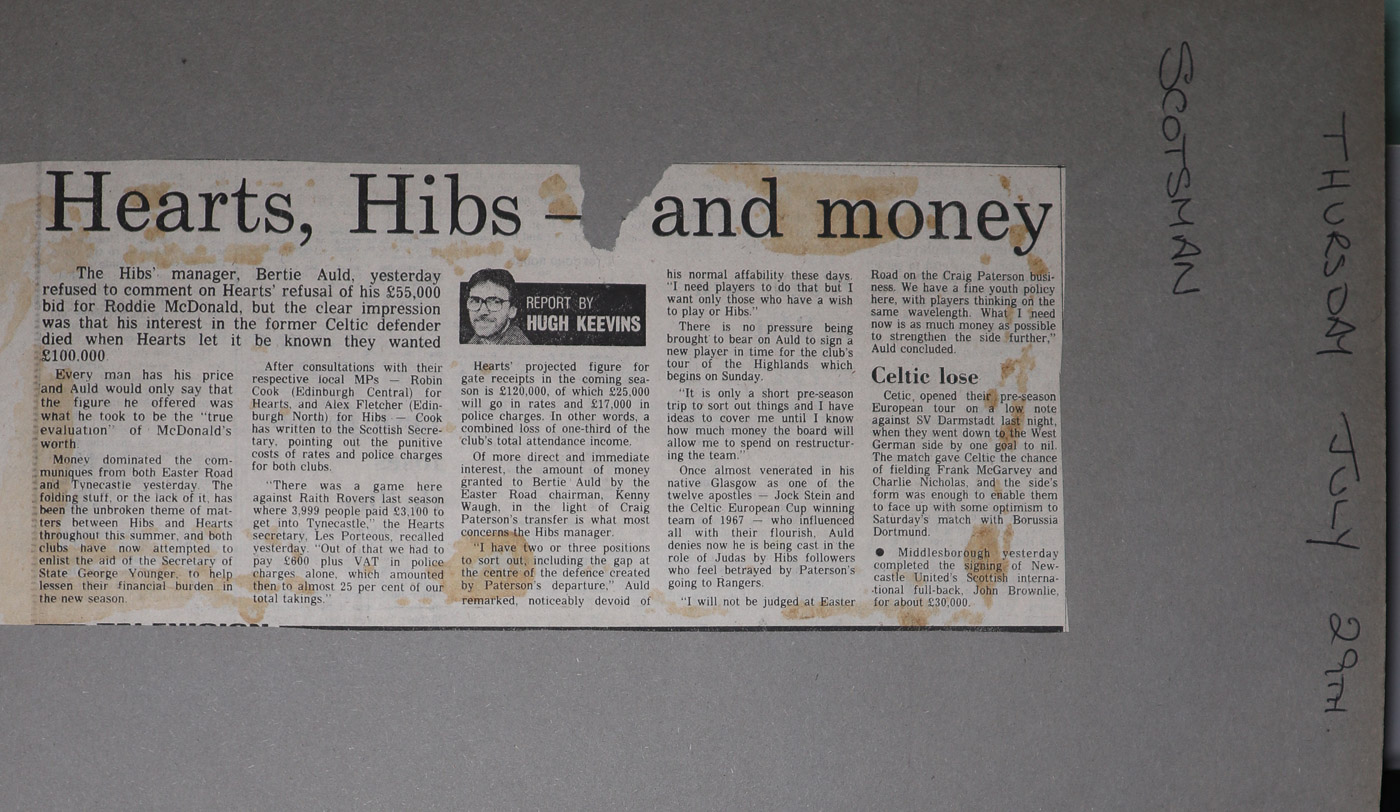 Hearts, Hibs – and money
The Hibs' manager, Bertie Auld, yesterday
refused to comment on Hearts' refusal of his £55,000
bid for Roddie McDonald, but the clear impression
was that his interest in the former Celtic defender
died when Hearts let it be known they wanted
£100.000
Every man has his price
and Auld would only say that
the figure he offered was
what he took to be the "true
evaluation" of McDonald's
worth
Money dominated the com-
muniques from both Easter Road
and Tynecastle yesterday. The
folding stuff, or the lack of it, has
been the unbroken theme of mat-
ters between Hibs and Hearts
throughout this summer, and both
clubs have now attempted to
enlist the aid of the Secretary of
State George Younger, to help
lessen their financial burden in
the new season.
After consultations with their
respective local MPs — Robin
Cook (Edinburgh Central) for
Hearts, and Alex Fletcher (Edin-
burgh North) for Hibs — Cook
has written to the Scottish Secre-
tary, pointing out the punitive
costs of rates and police charges
for both clubs.
"There was a game here
against Raith Rovers last season
where 3,999 people paid £3,100 to
get into Tynecastle," the Hearts
secretary, Les Porteous, recalled
yesterday. "Out of that we had to
pay £600 plus VAT in police
charges alone, which amounted
then to almost 25 per cent of our
total takings."
REPORT BY
HUGH KEEVINS
Hearts' projected figure for
gate receipts in the coming sea-
son is £120,000, of which £25,000
will go in rates and £17,000 in
police charges. In other words, a
combined loss of one-third of the
club's total attendance income.
Of more direct and immediate
interest, the amount of money
granted to Bertie Auld by the
Easter Road chairman, Kenny
Waugh, in the light of Craig
Paterson's transfer is what most
concerns the Hibs manager.
"I have two or three positions
to sort out, including the gap at
the centre of the defence created
by Paterson's departure," Auld
remarked, noticeably devoid of
his normal affability these days.
"I need players to do that but I
want only those who have a wish
to play or Hibs."
There is no pressure being
brought to bear on Auld to sign a
new player in time for the club's
tour of the Highlands which
begins on Sunday.
"It is only a short pre-season
trip to sort out things and I have
ideas to cover me until I know
how much money the board will
allow me to spend on restructur-
ing the team."
Once almost venerated in his
native Glasgow as one of the
twelve apostles — Jock Stein and
the Celtic European Cup winning
team of 1967 — who influenced
all with their flourish, Auld
denies now he is being cast in the
role of Judas by Hibs followers
who feel betrayed by Paterson's
going to Rangers.
"I will not be judged at Easter
Road on the Craig Paterson busi-
ness. We have a fine youth policy
here, with players thinking on the
same wavelength. What I need
now is as much money as possible
to strengthen the side further,"
Auld concluded.
Celtic lose
Cetic, opened their pre-season
European tour on a low note
against SV Darmstadt last night,
when they went down to the West
German side by one goal to nil.
The match gave Celtic the chance
of fielding Frank McGarvey and
Charlie Nicholas, and the side's
form was enough to enable them
to face up with some optimism to
Saturday's match with Borussia
Dortmund.
● Middlesborough yesterday
completed the signing of New-
castle United's Scottish interna-
tional full-back, John Brownlie,
for about £30,000.
TELEVISION
SCOTSMAN
THURSDAY JULY 29TH